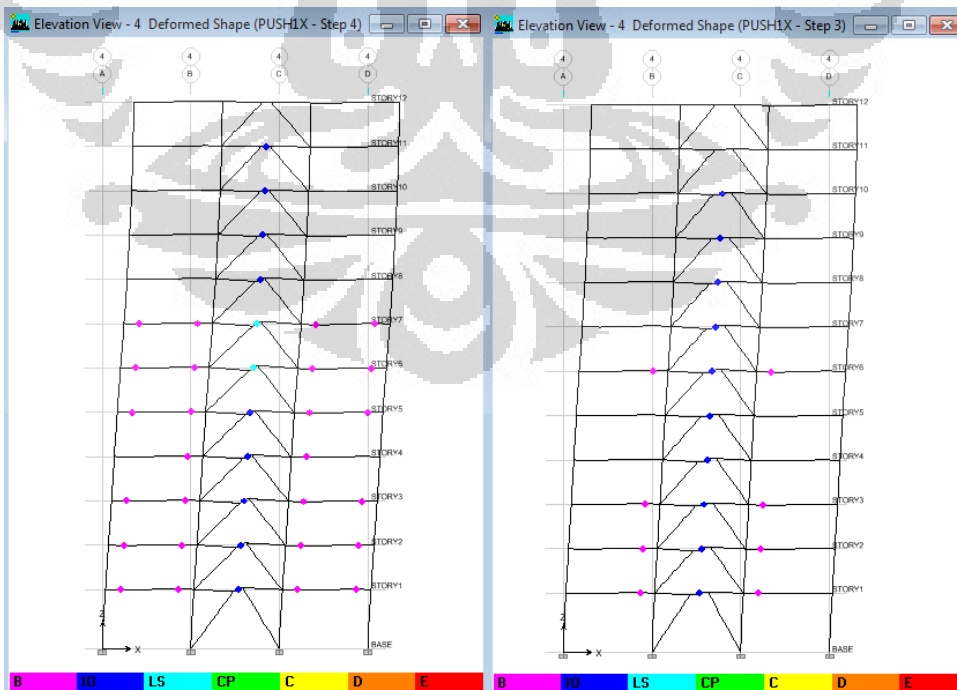 Elevation View - 4 Deformed Shape (PUSH1X - Step 4)
4 4 4 4
A B C D
STORY12
STORY11
STORY10
STORY9
STORY8
STORY7
STORY6
STORY5
STORY4
STORY3
STORY2
STORY1
BASE
Z
X
B IO LS CP C D E
Elevation View - 4 Deformed Shape (PUSH1X - Step 3)
4 4 4 4
A B C D
STORY12
STORY11
STORY10
STORY9
STORY8
STORY7
STORY6
STORY5
STORY4
STORY3
STORY2
STORY1
BASE
Z
X
B IO LS CP C D E